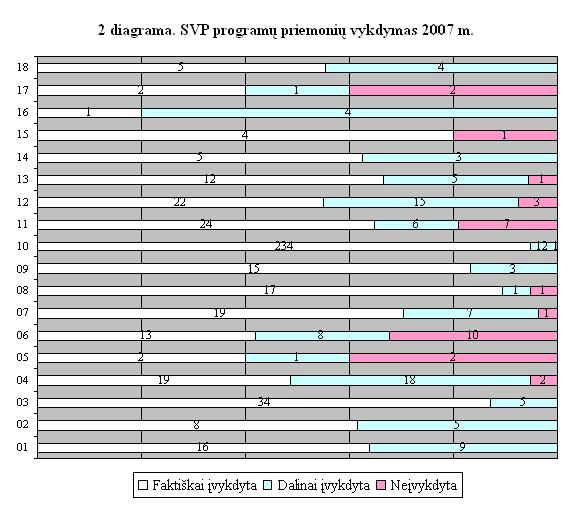 2 diagrama. SVP programų priemonių vykdymas 2007 m.
18 5 4
17 2 1 2
16 1 4
15 4 1
14 5 3
13 12 5 1
12 22 15 3
11 24 6 7
10 234 12 1
09 15 3
08 17 1 1
07 19 7 1
06 13 8 10
05 2 1 2
04 19 18 2
03 34 5
02 8 5
01 16 9
Faktiškai įvykdyta Dalinai įvykdyta Neįvykdyta